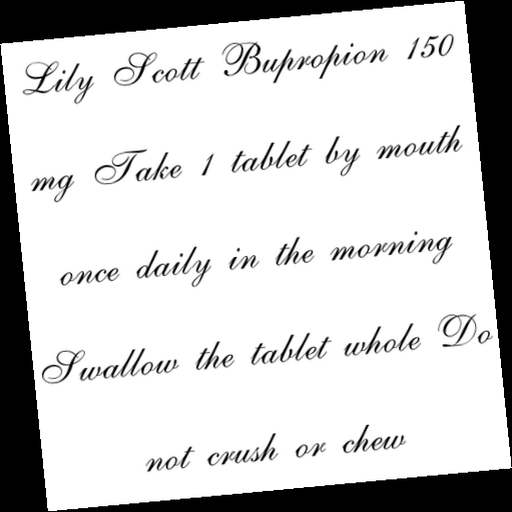 Lily Scott Bupropion 150
mg Take 1 tablet by mouth
once daily in the morning
Swallow the tablet whole Do
not crush or chew